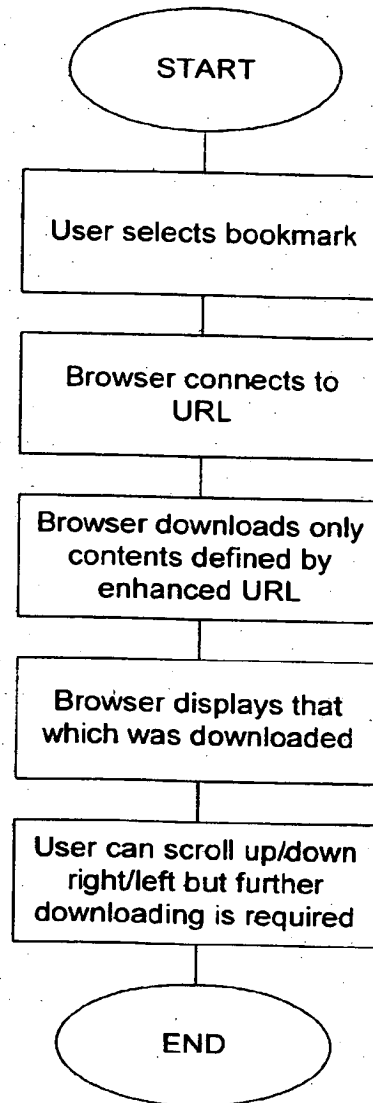 START
User selects bookmark
Browser connects to
URL
Browser downloads only
contents defined by
enhanced URL
Browser displays that
which was downloaded
User can scroll up/down
right/left but further
downloading is required
END